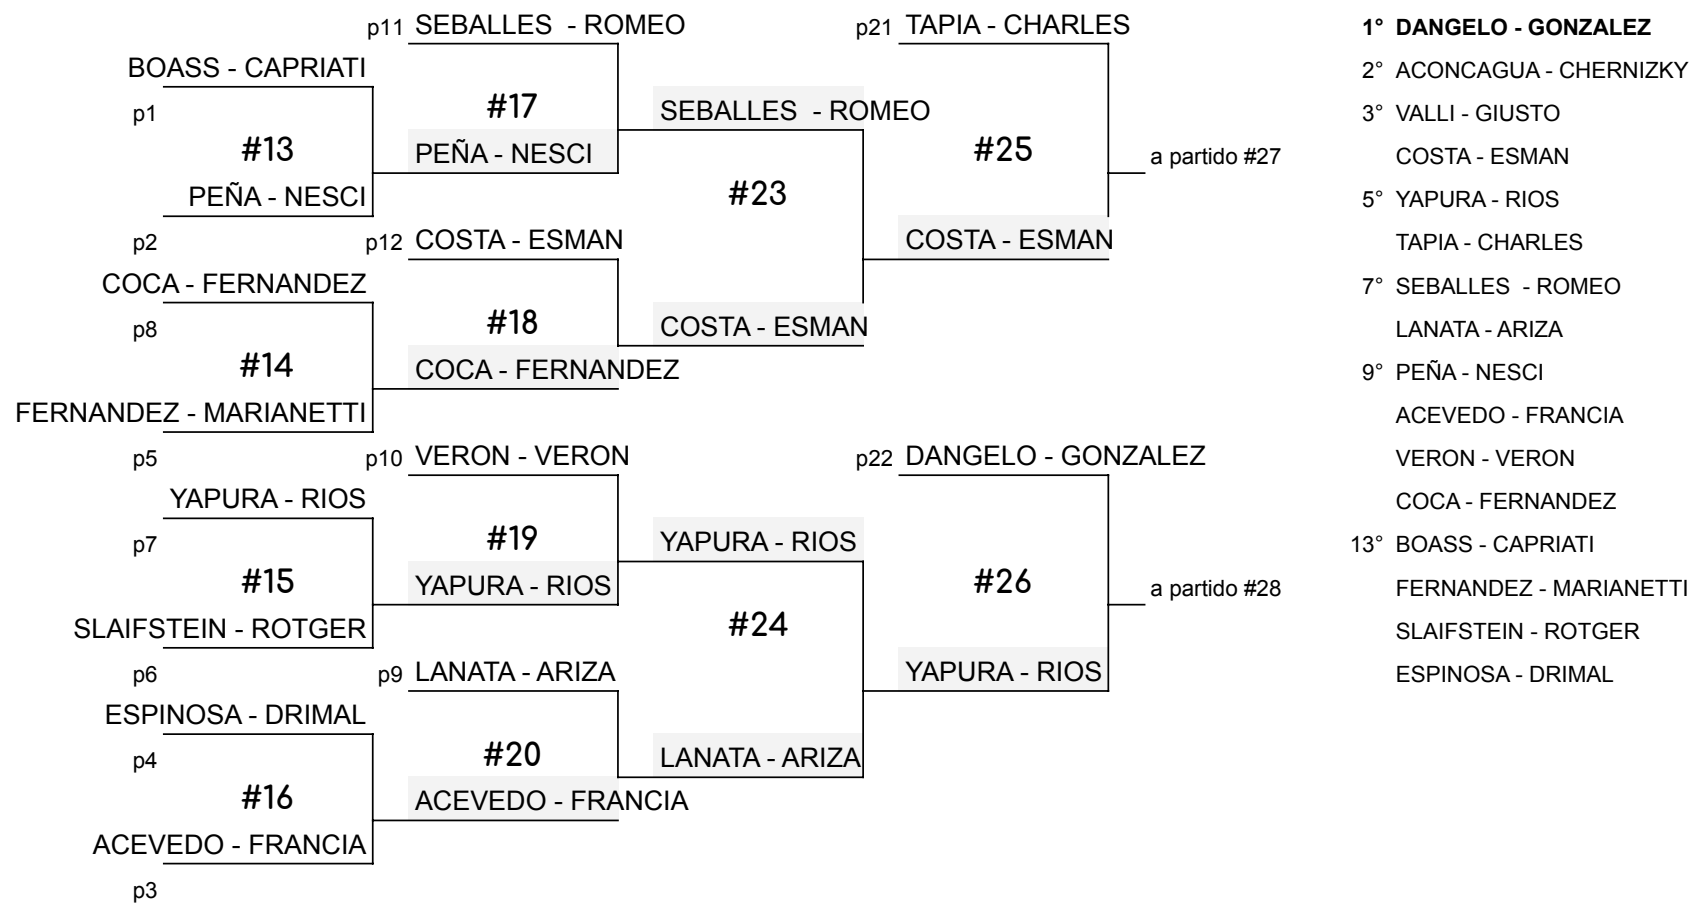 p11 SEBALLES - ROMEO
p21 TAPIA - CHARLES
BOASS - CAPRIATI
p1
#17
SEBALLES - ROMEO
#13
PEÑA - NESCI
#25
a partido #27
PEÑA - NESCI
#23
p2
p12 COSTA - ESMAN
COSTA - ESMAN
COCA - FERNANDEZ
p8
#18
COSTA - ESMAN
#14
COCA - FERNANDEZ
FERNANDEZ - MARIANETTI
p5
p10 VERON - VERON
p22 DANGELO - GONZALEZ
YAPURA - RIOS
p7
#19
YAPURA - RIOS
#15
YAPURA - RIOS
#26
a partido #28
SLAIFSTEIN - ROTGER
#24
p6
p9 LANATA - ARIZA
YAPURA - RIOS
ESPINOSA - DRIMAL
p4
#20
LANATA - ARIZA
#16
ACEVEDO - FRANCIA
ACEVEDO - FRANCIA
p3
1° DANGELO - GONZALEZ
2° ACONCAGUA - CHERNIZKY
3° VALLI - GIUSTO
COSTA - ESMAN
5° YAPURA - RIOS
TAPIA - CHARLES
7° SEBALLES - ROMEO
LANATA - ARIZA
9° PEÑA - NESCI
ACEVEDO - FRANCIA
VERON - VERON
COCA - FERNANDEZ
13° BOASS - CAPRIATI
FERNANDEZ - MARIANETTI
SLAIFSTEIN - ROTGER
ESPINOSA - DRIMAL